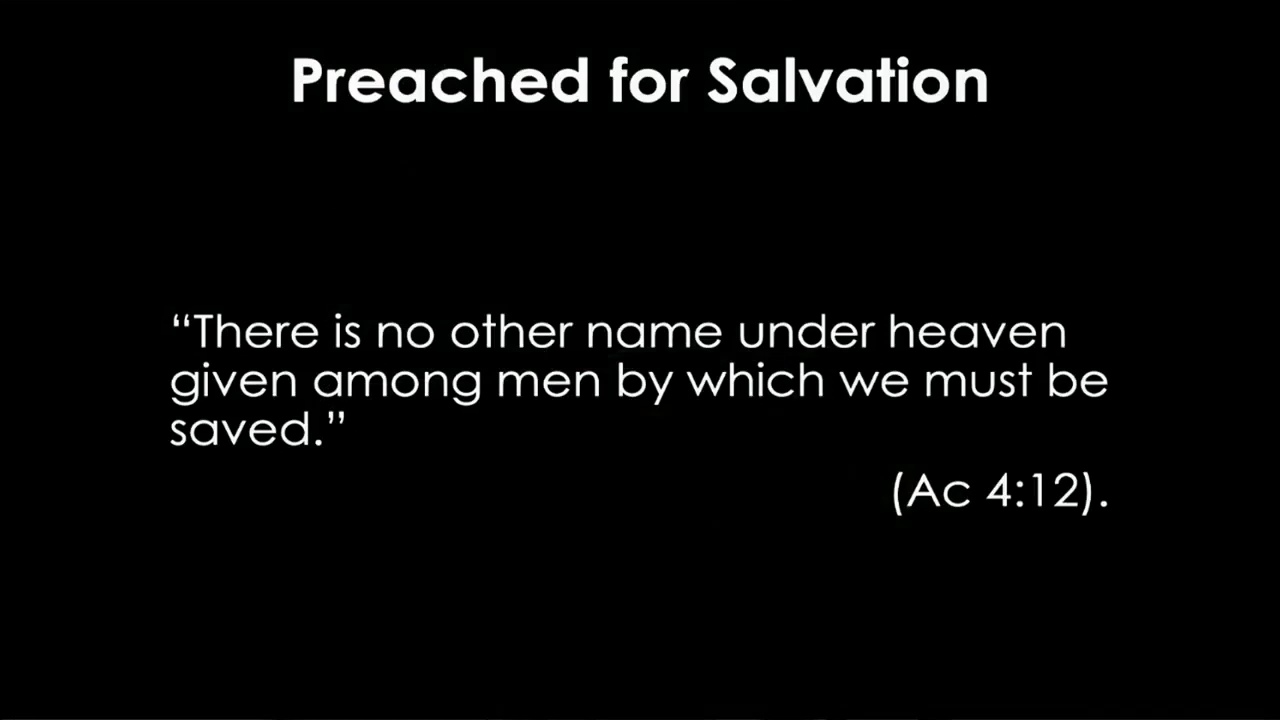 Preached for Salvation
“There is no other name under heaven
given among men by which we must be
saved.”
(Ac 4:12).